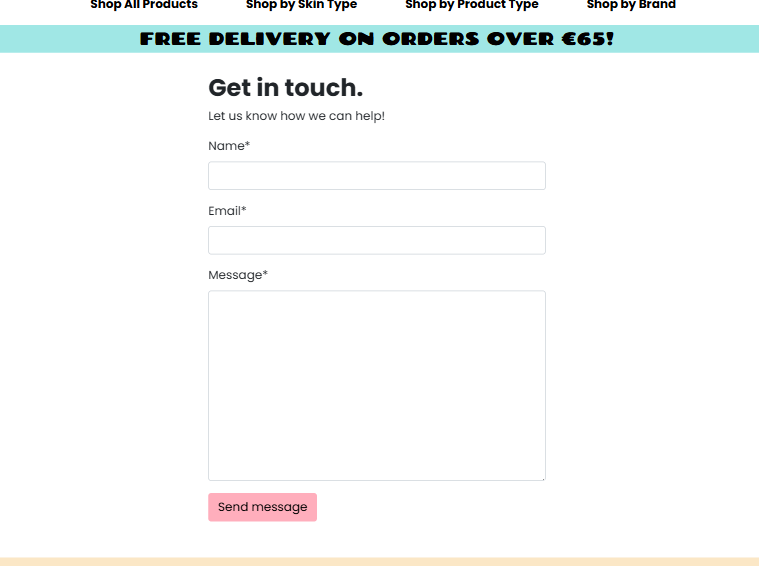 Shop All Products Shop by Skin Type Shop by Product Type Shop by Brand
FREE DELIVERY ON ORDERS OVER €65!
Get in touch.
Let us know how we can help!
Name*
Email*
Message*
Send message